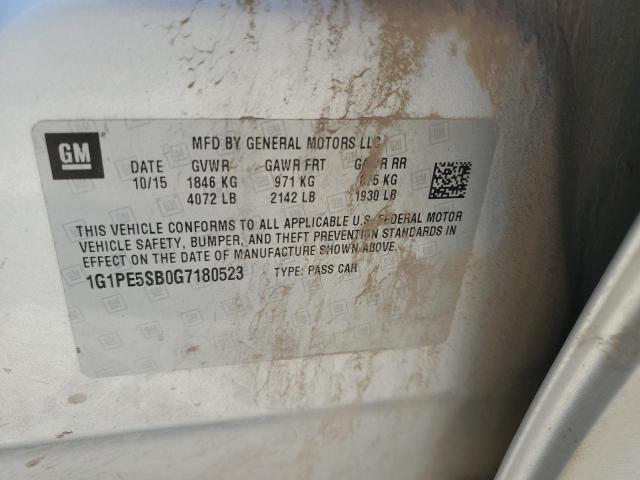 GM
MFD BY GENERAL MOTORS LLC
DATE GVWR GAWR FRT RR
10/15 1846 KG 971 KG KG
4072 LB 2142 LB 1930 LB
THIS VEHICLE CONFORMS TO ALL APPLICABLE U.S. FEDERAL MOTOR
VEHICLE SAFETY, BUMPER, AND THEFT PREVENTION STANDARDS IN
EFFECT ON THE DATE OF MANUFACTURE SHOWN ABOVE.
1G1PE5SB0G7180523 TYPE: PASS CAR